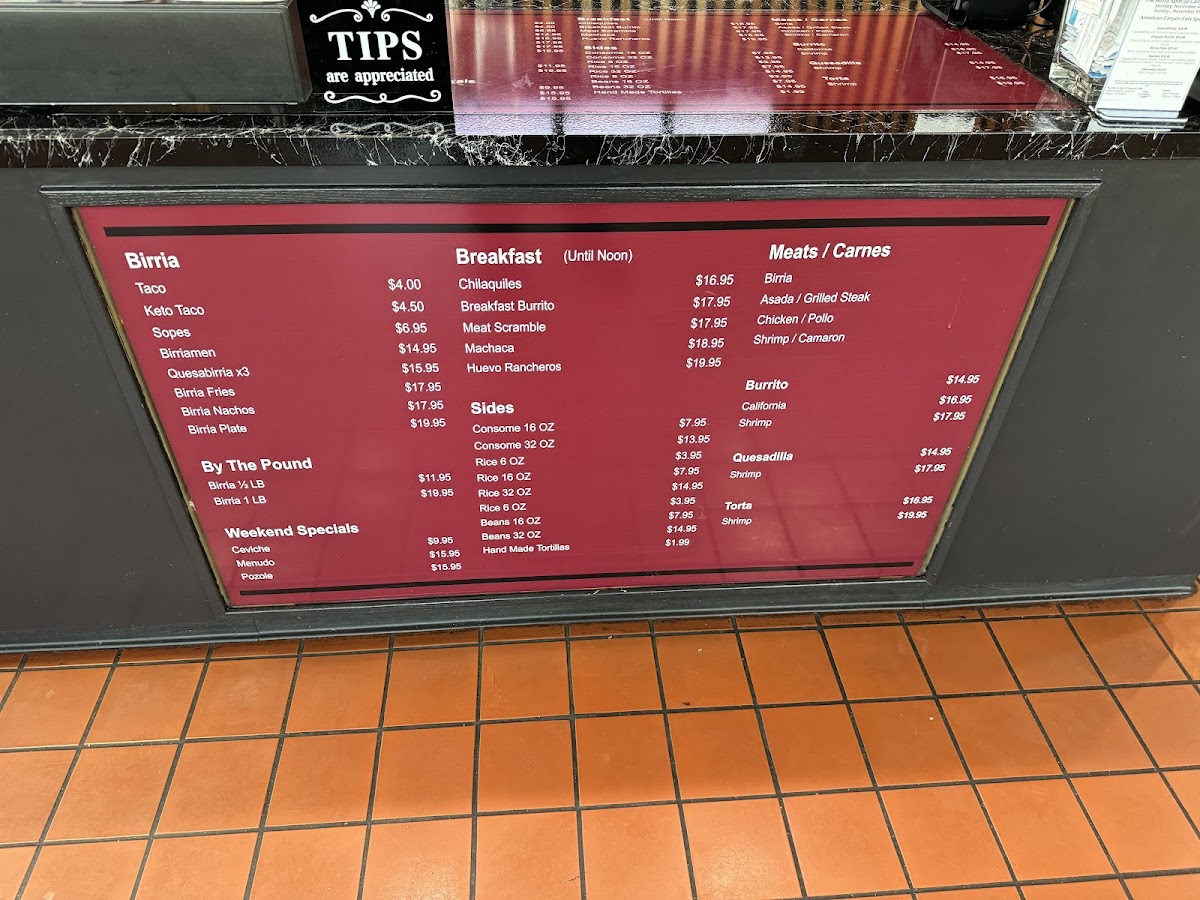 TIPS
are appreciated
Birria
Taco $4.00
Keto Taco $4.50
Sopes $6.95
Birriamen $14.95
Quesabirria x3 $15.95
Birria Fries $17.95
Birria Nachos $17.95
Birria Plate $19.95
By The Pound
Birria ½ LB $11.95
Birria 1 LB $19.95
Weekend Specials
Ceviche $9.95
Menudo $15.95
Pozole $15.95
Breakfast (Until Noon)
Chilaquiles $16.95
Breakfast Burrito $17.95
Meat Scramble $17.95
Machaca $18.95
Huevo Rancheros $19.95
Sides
Consome 16 OZ $7.95
Consome 32 OZ $13.95
Rice 6 OZ $3.95
Rice 16 OZ $7.95
Rice 32 OZ $14.95
Rice 6 OZ $3.95
Beans 16 OZ $7.95
Beans 32 OZ $14.95
Hand Made Tortillas $1.99
Meats / Carnes
Birria
Asada / Grilled Steak
Chicken / Pollo
Shrimp / Camaron
Burrito $14.95
California $16.95
Shrimp $17.95
Quesadilla $14.95
Shrimp $17.95
Torta $16.95
Shrimp $19.95